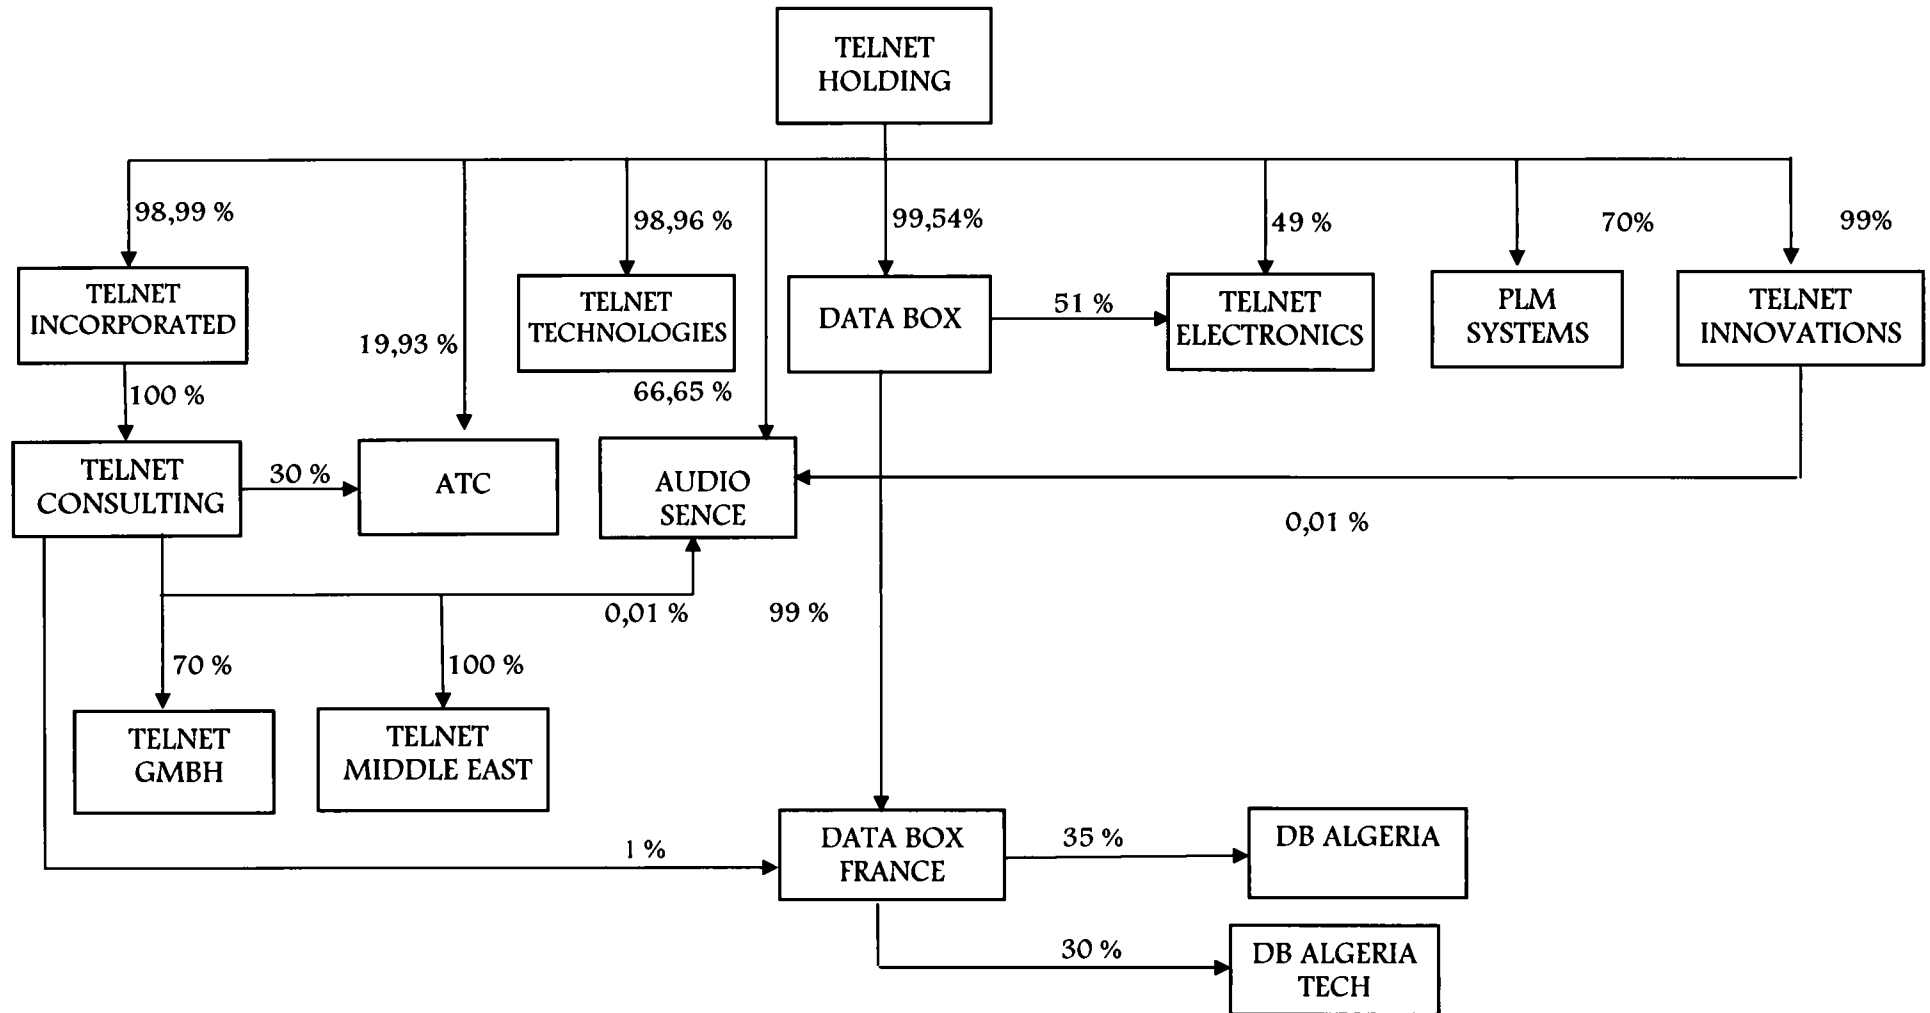 TELNET
HOLDING
98,99 %
98,96 %
99,54%
49 %
70%
99%
TELNET
INCORPORATED
19,93 %
TELNET
TECHNOLOGIES
DATA BOX
51 %
TELNET
ELECTRONICS
PLM
SYSTEMS
TELNET
INNOVATIONS
100 %
66,65 %
TELNET
CONSULTING
30 %
ATC
AUDIO
SENCE
0,01 %
0,01 %
99 %
70 %
100 %
TELNET
GMBH
TELNET
MIDDLE EAST
1 %
DATA BOX
FRANCE
35 %
DB ALGERIA
30 %
DB ALGERIA
TECH